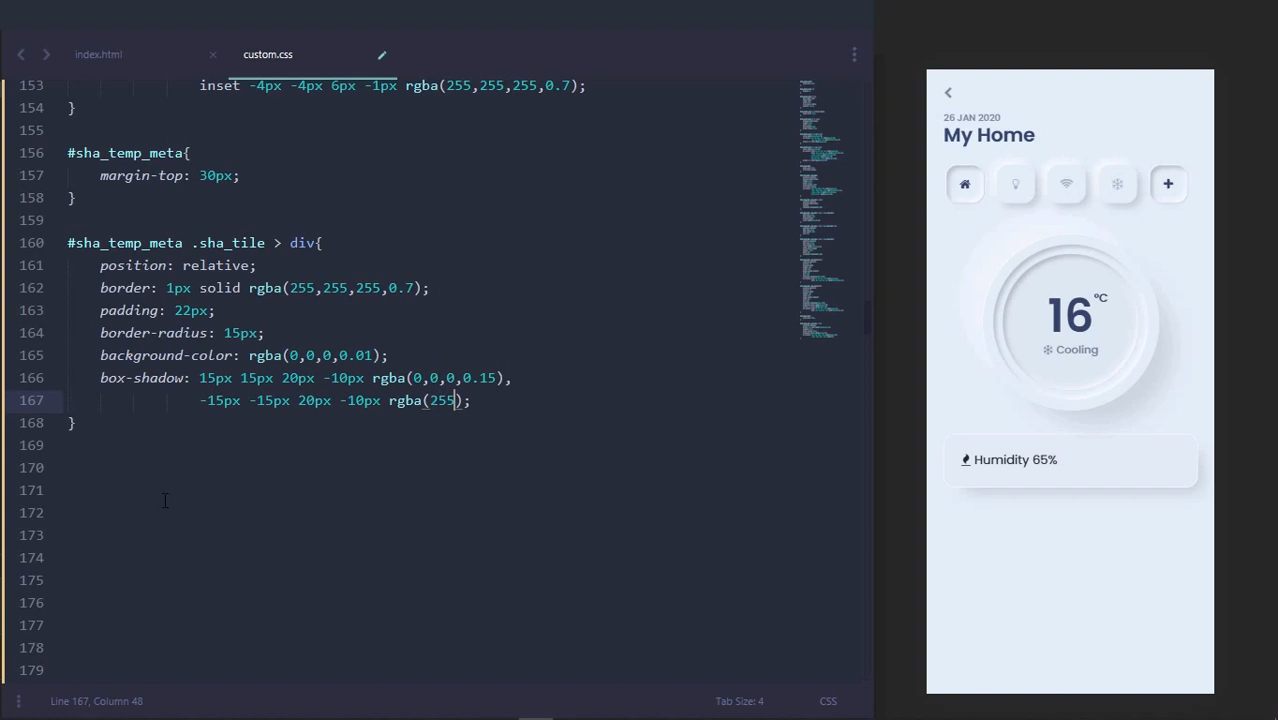 index.html
custom.css
153 inset -4px -4px 6px -1px rgba(255,255,255,0.7);
154 }
155
156 #sha_temp_meta{
157 margin-top: 30px;
158 }
159
160 #sha_temp_meta .sha_tile > div{
161 position: relative;
162 border: 1px solid rgba(255,255,255,0.7);
163 padding: 22px;
164 border-radius: 15px;
165 background-color: rgba(0,0,0,0.01);
166 box-shadow: 15px 15px 20px -10px rgba(0,0,0,0.15),
167 -15px -15px 20px -10px rgba(255);
168 }
169
170
171
172
173
174
175
176
177
178
179
Line 167, Column 48
Tab Size: 4
CSS
26 JAN 2020
My Home
16 °C
Cooling
Humidity 65%